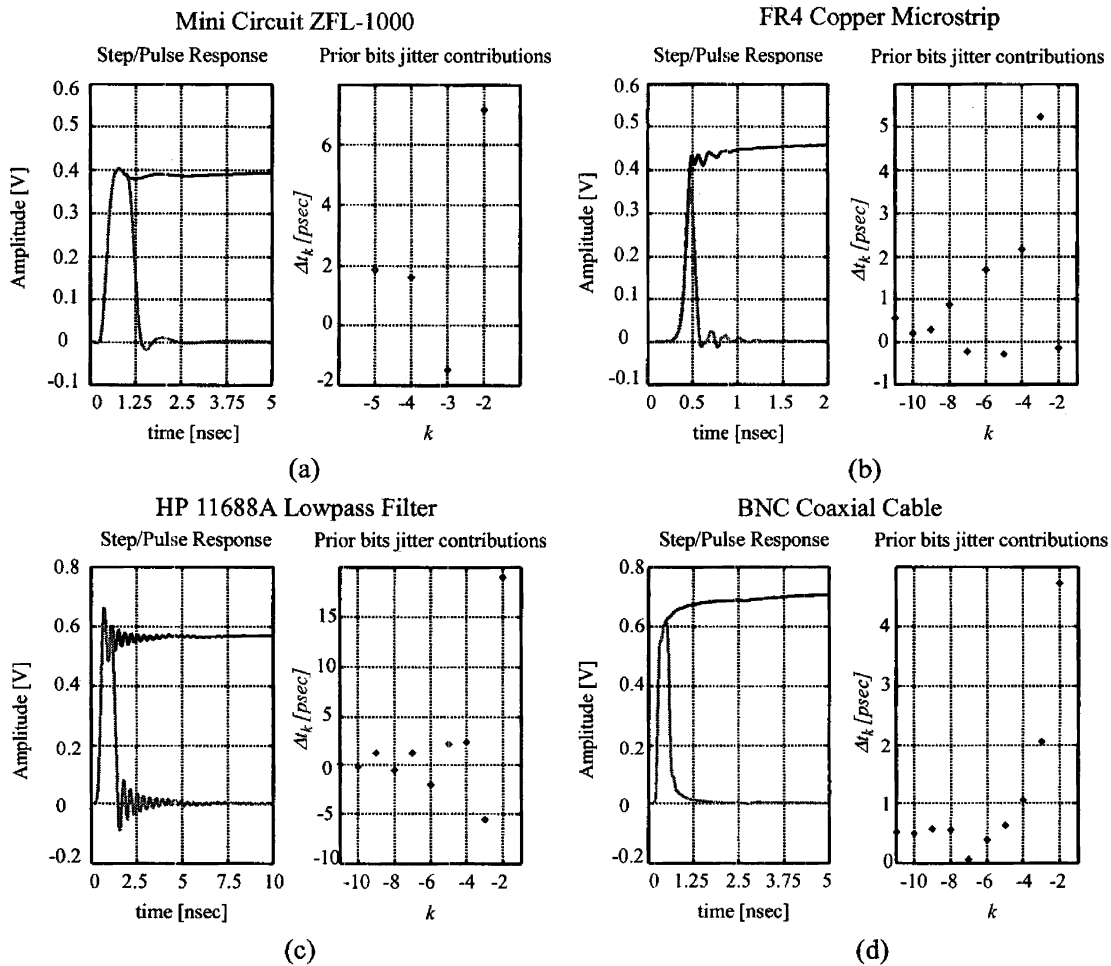 Mini Circuit ZFL-1000
Step/Pulse Response
Prior bits jitter contributions
0.6
0.5
0.4
0.3
0.2
0.1
0
-0.1
Amplitude [V]
0 1.25 2.5 3.75 5
time [nsec]
6
4
2
0
-2
Δt_k [psec]
-5 -4 -3 -2
k
(a)
FR4 Copper Microstrip
Step/Pulse Response
Prior bits jitter contributions
0.6
0.5
0.4
0.3
0.2
0.1
0
-0.1
Amplitude [V]
0 0.5 1 1.5 2
time [nsec]
5
4
3
2
1
0
-1
Δt_k [psec]
-10 -8 -6 -4 -2
k
(b)
HP 11688A Lowpass Filter
Step/Pulse Response
Prior bits jitter contributions
0.8
0.6
0.4
0.2
0
-0.2
Amplitude [V]
0 2.5 5 7.5 10
time [nsec]
15
10
5
0
-5
-10
Δt_k [psec]
-10 -8 -6 -4 -2
k
(c)
BNC Coaxial Cable
Step/Pulse Response
Prior bits jitter contributions
0.8
0.6
0.4
0.2
0
-0.2
Amplitude [V]
0 1.25 2.5 3.75 5
time [nsec]
4
3
2
1
0
Δt_k [psec]
-10 -8 -6 -4 -2
k
(d)